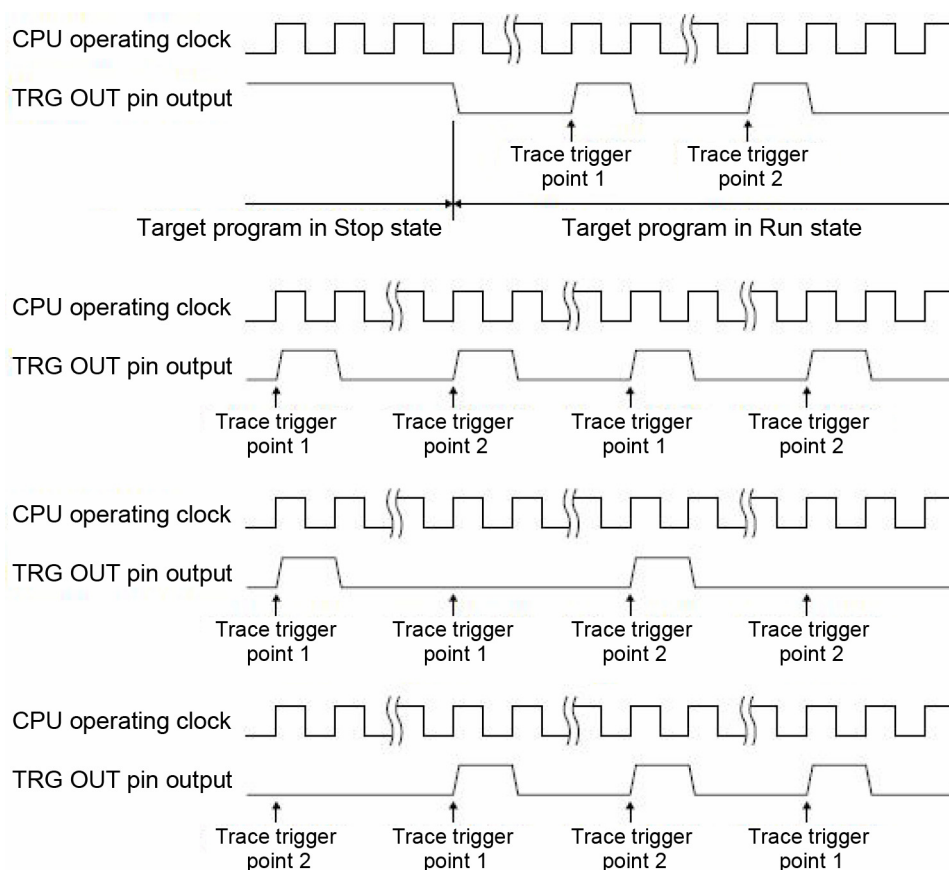 CPU operating clock
TRG OUT pin output
Trace trigger point 1
Trace trigger point 2
Target program in Stop state
Target program in Run state
CPU operating clock
TRG OUT pin output
Trace trigger point 1
Trace trigger point 2
Trace trigger point 1
Trace trigger point 2
CPU operating clock
TRG OUT pin output
Trace trigger point 1
Trace trigger point 1
Trace trigger point 2
Trace trigger point 2
CPU operating clock
TRG OUT pin output
Trace trigger point 2
Trace trigger point 1
Trace trigger point 2
Trace trigger point 1